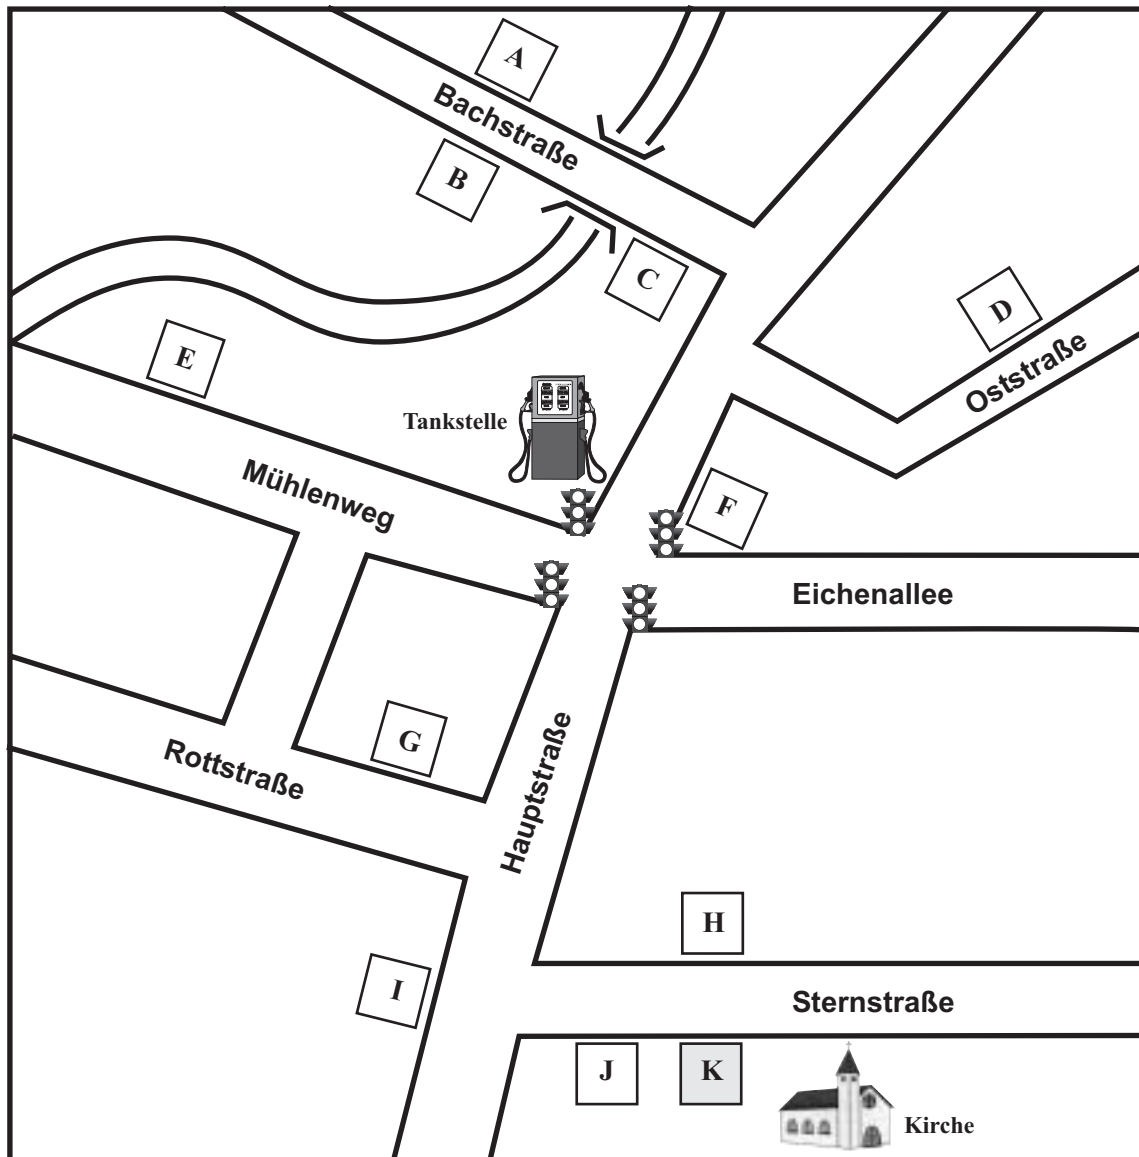 A
Bachstraße
B
C
D
Oststraße
E
Tankstelle
Mühlenweg
F
Eichenallee
G
Rottstraße
Hauptstraße
H
I
Sternstraße
J
K
Kirche